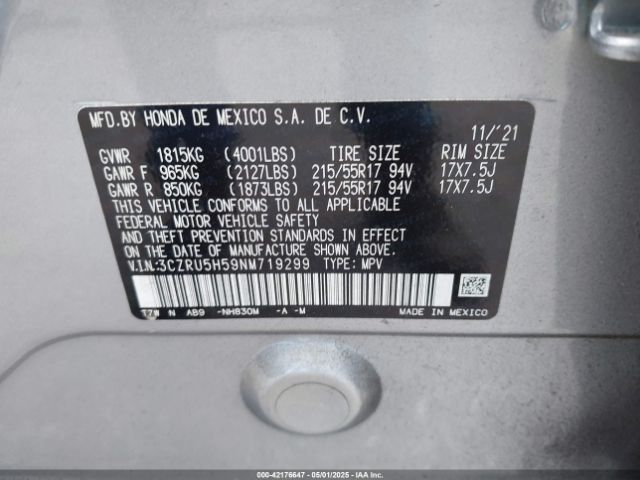 MFD.BY HONDA DE MEXICO S.A. DE C.V.
11/'21
GVWR 1815KG (4001LBS) TIRE SIZE RIM SIZE
GAWR F 965KG (2127LBS) 215/55R17 94V 17X7.5J
GAWR R 850KG (1873LBS) 215/55R17 94V 17X7.5J
THIS VEHICLE CONFORMS TO ALL APPLICABLE
FEDERAL MOTOR VEHICLE SAFETY
AND THEFT PREVENTION STANDARDS IN EFFECT
ON THE DATE OF MANUFACTURE SHOWN ABOVE.
V.I.N:3CZRU5H59NM719299 TYPE: MPV
TZW N AB9 -NH830M -A -M MADE IN MEXICO
000-42176647 - 05/01/2025 - IAA Inc.